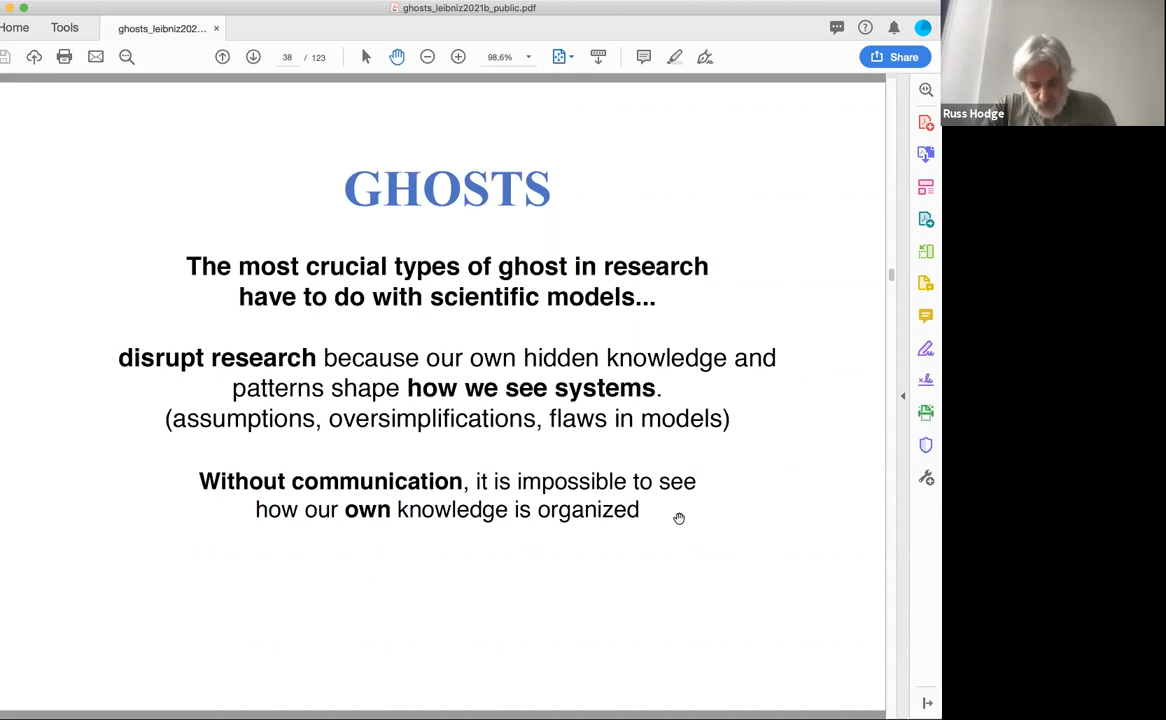 ghosts_leibniz2021b_public.pdf
Home
Tools
ghosts_leibniz202... ×
38 / 123
98,6%
Share
Russ Hodge
GHOSTS
The most crucial types of ghost in research
have to do with scientific models...
disrupt research because our own hidden knowledge and
patterns shape how we see systems.
(assumptions, oversimplifications, flaws in models)
Without communication, it is impossible to see
how our own knowledge is organized